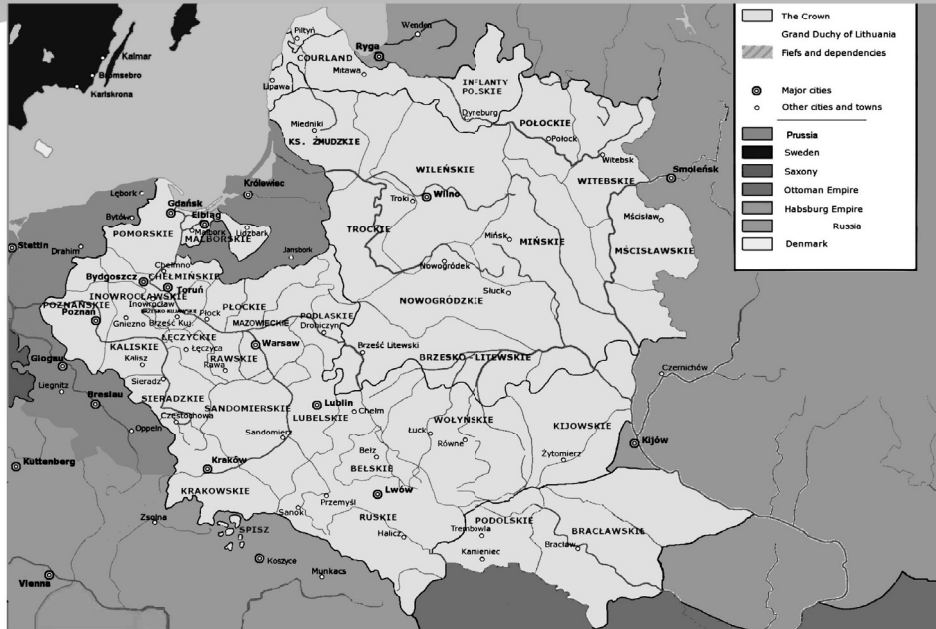 The Crown
Grand Duchy of Lithuania
Fiefs and dependencies
Major cities
Other cities and towns
Prussia
Sweden
Saxony
Ottoman Empire
Habsburg Empire
Russia
Denmark
Piltyń
Wenden
COURLAND
Ryga
Mitawa
Kalmar
Karlskrona
Lipawa
INFLANTY
POLSKIE
Dyreburg
POŁOCKIE
Miedniki
KS. ŻMUDZKIE
Połock
Witebsk
WILEŃSKIE
WITEBSKIE
Smoleńsk
Królewiec
Lębork
Troki
Wilno
Gdańsk
Bytów
Elbląg
Malbork
Lidzbark
Mścisław
POMORSKIE
MALBORSKIE
TROCKIE
Mińsk
MIŃSKIE
Stettin
Drahim
Jansbork
MŚCISŁAWSKIE
Chełmno
Nowogródek
Bydgoszcz
CHEŁMIŃSKIE
Toruń
Słuck
INOWROCŁAWSKIE
POZNAŃSKIE
Inowrocław
PŁOCKIE
NOWOGRÓDZKIE
BRZESKO-KUJAWSKIE
Poznań
Gniezno
Brześć Kuj.
Płock
MAZOWIECKIE
PODLASKIE
Drohiczyn
ŁĘCZYCKIE
KALISKIE
Łęczyca
Warsaw
Brześć Litewski
BRZESKO-LITEWSKIE
Glogau
Kalisz
RAWSKIE
Rawa
Czernichów
Liegnitz
Sieradz
Breslau
SIERADZKIE
Lublin
SANDOMIERSKIE
LUBELSKIE
Chełm
Częstochowa
WOŁYŃSKIE
KIJOWSKIE
Oppeln
Sandomierz
Łuck
Równe
Kijów
Bełz
Kuttenberg
Kraków
BEŁSKIE
Żytomierz
KRAKOWSKIE
Lwów
Przemyśl
Sanok
Zsolna
SPISZ
RUSKIE
PODOLSKIE
Trembowla
BRACŁAWSKIE
Halicz
Bracław
Koszyce
Kanieniec
Vienna
Munkacs